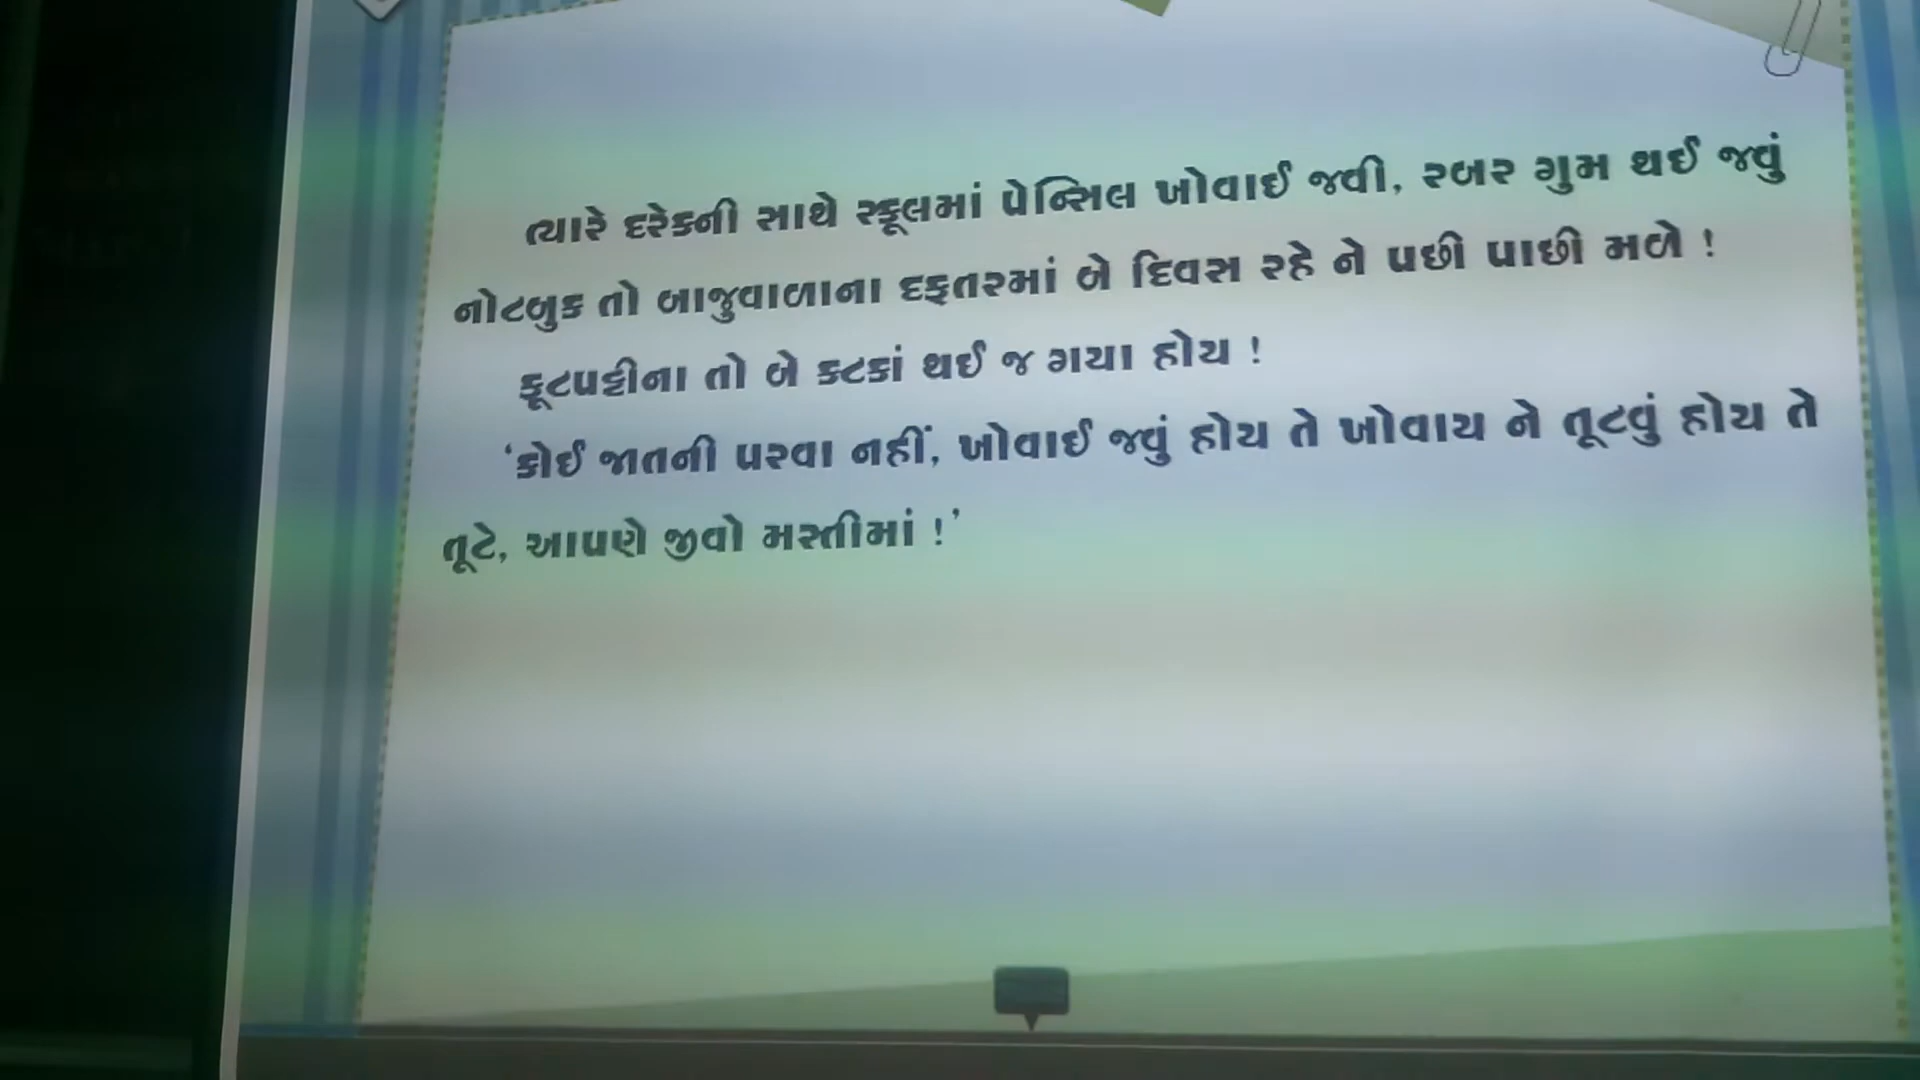 ત્યારે દરેકની સાથે સ્કૂલમાં પેન્સિલ ખોવાઈ જવી, રબર ગુમ થઈ જવું
નોટબુક તો બાજુવાળાના દફતરમાં બે દિવસ રહે ને પછી પાછી મળે !
ફૂટપટ્ટીના તો બે કટકાં થઈ જ ગયા હોય !
‘કોઈ જાતની પરવા નહીં, ખોવાઈ જવું હોય તે ખોવાય ને તૂટવું હોય તે
તૂટે, આપણે જીવો મસ્તીમાં !’